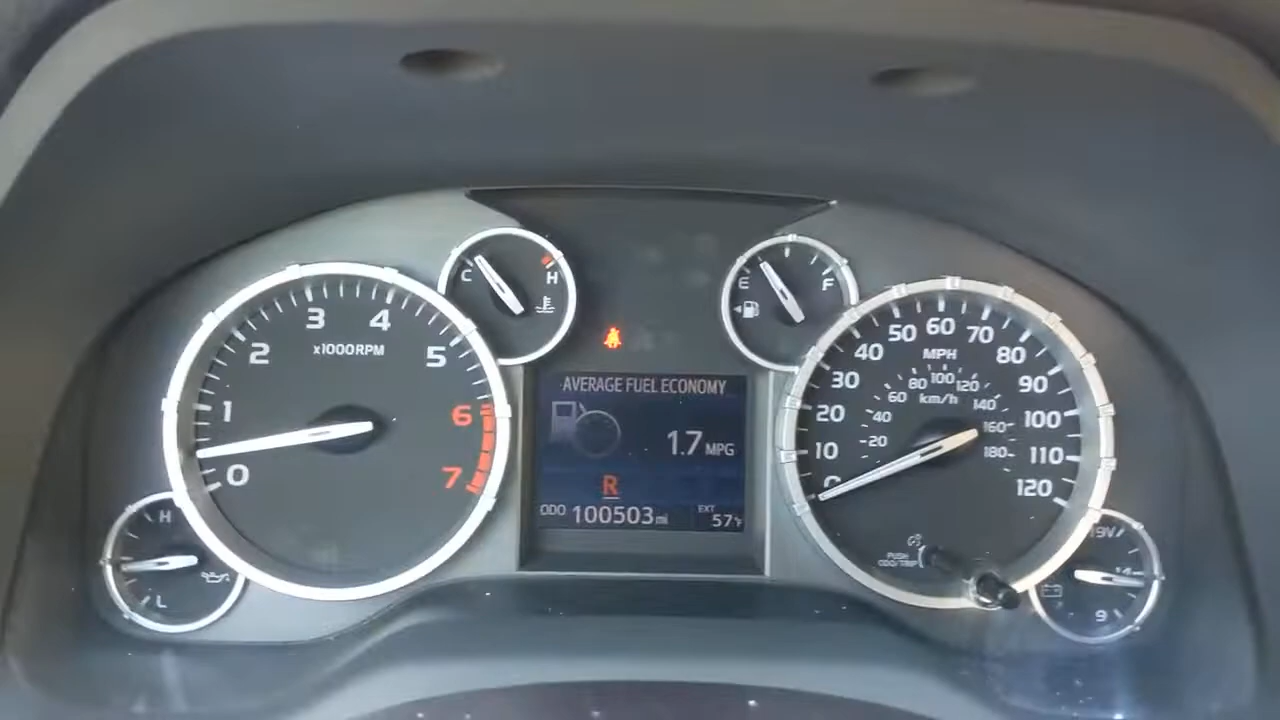 0
1
2
3
4
5
6
7
x1000RPM
H
L
C
H
E
F
AVERAGE FUEL ECONOMY
1.7 MPG
R
ODO 100503 mi
EXT 57°F
0
10
20
30
40
50
60
70
80
90
100
110
120
MPH
20
40
60
80
100
120
140
160
180
km/h
PUSH
ODO/TRIP
19V
14
9